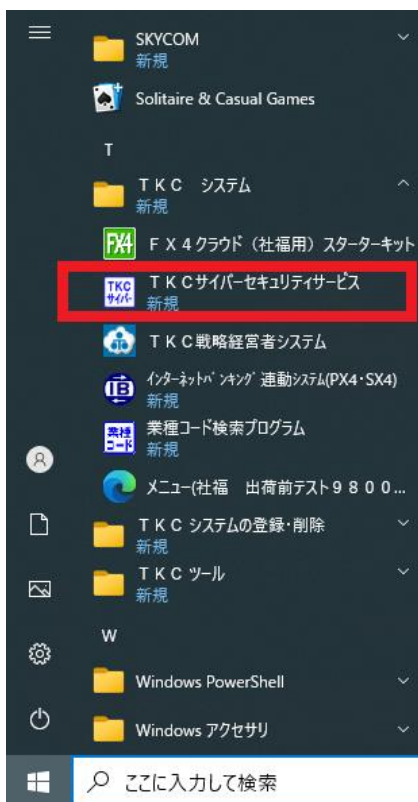 SKYCOM
新規
Solitaire & Casual Games
T
ＴＫＣ　システム
新規
FX4
ＦＸ４クラウド（社福用）スターターキット
TKC
サイバー
ＴＫＣサイバーセキュリティサービス
新規
ＴＫＣ戦略経営者システム
IB
インターネットバンキング連動システム(PX4・SX4)
新規
業種
コード
業種コード検索プログラム
新規
メニュー(社福　出荷前テスト９８００...
ＴＫＣ システムの登録・削除
新規
ＴＫＣ ツール
新規
W
Windows PowerShell
Windows アクセサリ
ここに入力して検索